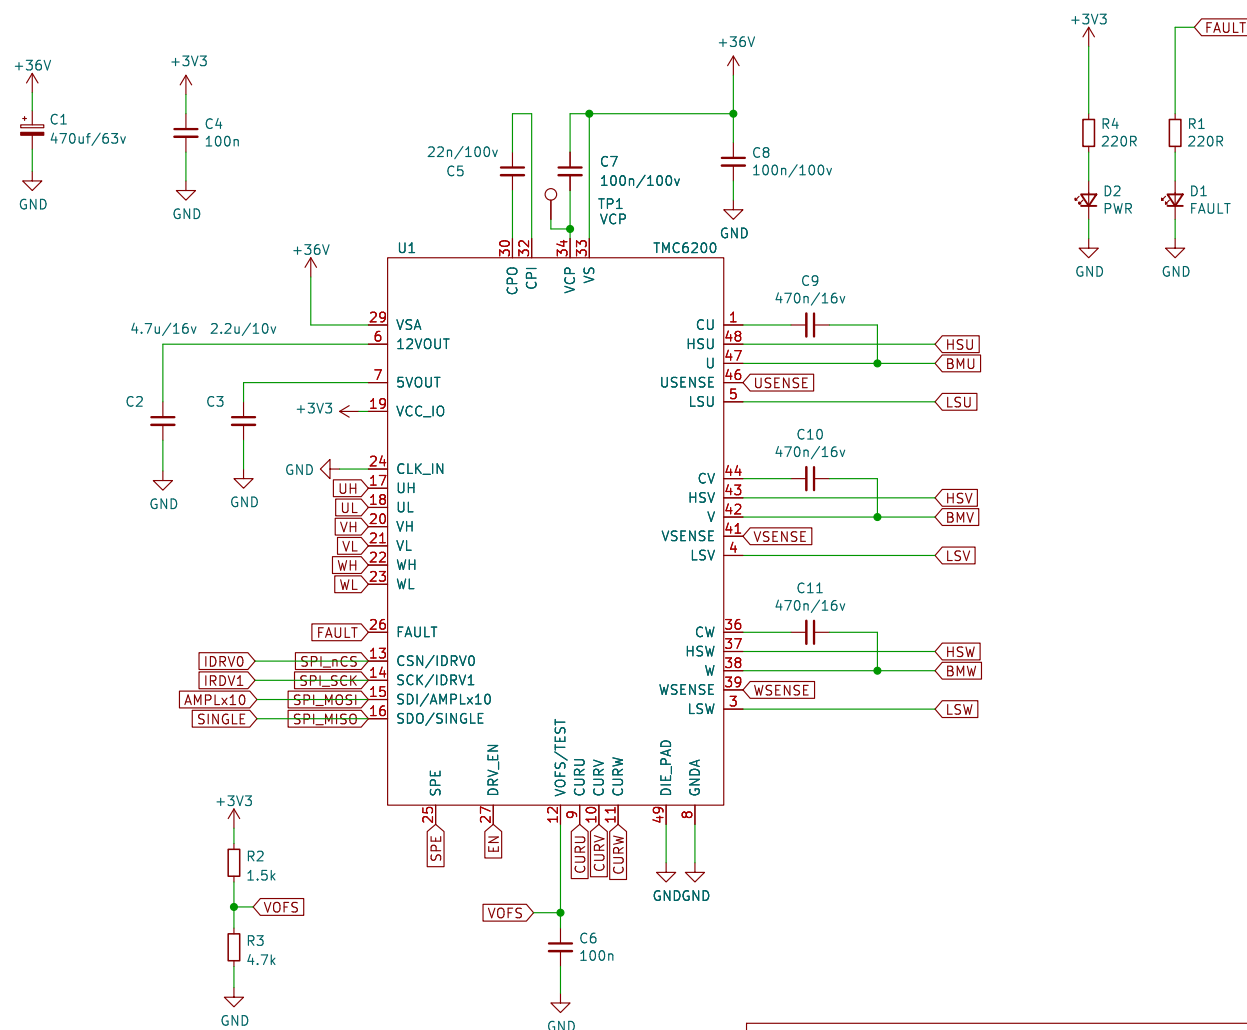 +3V3
FAULT
+36V
+3V3
+36V
C1
470uf/63v
C4
100n
GND
GND
22n/100v
C5
C7
100n/100v
TP1
VCP
C8
100n/100v
GND
R4
220R
R1
220R
D2
PWR
D1
FAULT
GND
GND
+36V
U1
TMC6200
30
32
34
33
CPO
CPI
VCP
VS
C9
470n/16v
4.7u/16v
2.2u/10v
29 VSA
6 12VOUT
7 5VOUT
+3V3 19 VCC_IO
C2
C3
GND
GND
GND 24 CLK_IN
UH 17 UH
UL 18 UL
VH 20 VH
VL 21 VL
WH 22 WH
WL 23 WL
FAULT 26 FAULT
IDRV0 SPI_nCS 13 CSN/IDRV0
IRDV1 SPI_SCK 14 SCK/IDRV1
AMPLx10 SPI_MOSI 15 SDI/AMPLx10
SINGLE SPI_MISO 16 SDO/SINGLE
CU 1
HSU 48 HSU
U 47 BMU
USENSE 46 USENSE
LSU 5 LSU
C10
470n/16v
CV 44
HSV 43 HSV
V 42 BMV
VSENSE 41 VSENSE
LSV 4 LSV
C11
470n/16v
CW 36
HSW 37 HSW
W 38 BMW
WSENSE 39 WSENSE
LSW 3 LSW
SPE
DRV_EN
VOFS/TEST
CURU
CURV
CURW
DIE_PAD
GNDA
25
27
12
9
10
11
49
8
SPE
EN
CURU
CURV
CURW
GND
GND
+3V3
R2
1.5k
VOFS
R3
4.7k
GND
VOFS
C6
100n
GND